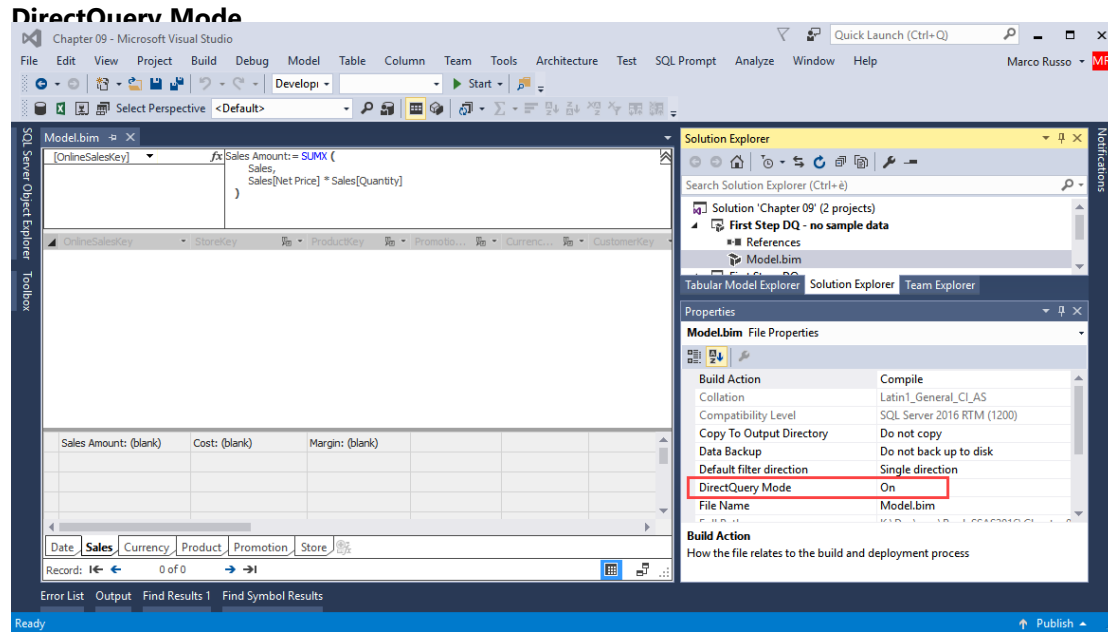 DirectQuery Mode
Chapter 09 - Microsoft Visual Studio
Quick Launch (Ctrl+Q)
File Edit View Project Build Debug Model Table Column Team Tools Architecture Test SQL Prompt Analyze Window Help
Marco Russo
MR
Develop
Start
Select Perspective <Default>
SQL Server Object Explorer
Toolbox
Model.bim
[OnlineSalesKey]
fx Sales Amount:= SUMX (
Sales,
Sales[Net Price] * Sales[Quantity]
)
OnlineSalesKey StoreKey ProductKey Promotio... Currenc... CustomerKey
Sales Amount: (blank) Cost: (blank) Margin: (blank)
Date Sales Currency Product Promotion Store
Record: 0 of 0
Solution Explorer
Search Solution Explorer (Ctrl+è)
Solution 'Chapter 09' (2 projects)
First Step DQ - no sample data
References
Model.bim
Tabular Model Explorer Solution Explorer Team Explorer
Properties
Model.bim File Properties
Build Action Compile
Collation Latin1_General_CI_AS
Compatibility Level SQL Server 2016 RTM (1200)
Copy To Output Directory Do not copy
Data Backup Do not back up to disk
Default filter direction Single direction
DirectQuery Mode On
File Name Model.bim
Build Action
How the file relates to the build and deployment process
Notifications
Error List Output Find Results 1 Find Symbol Results
Ready
Publish